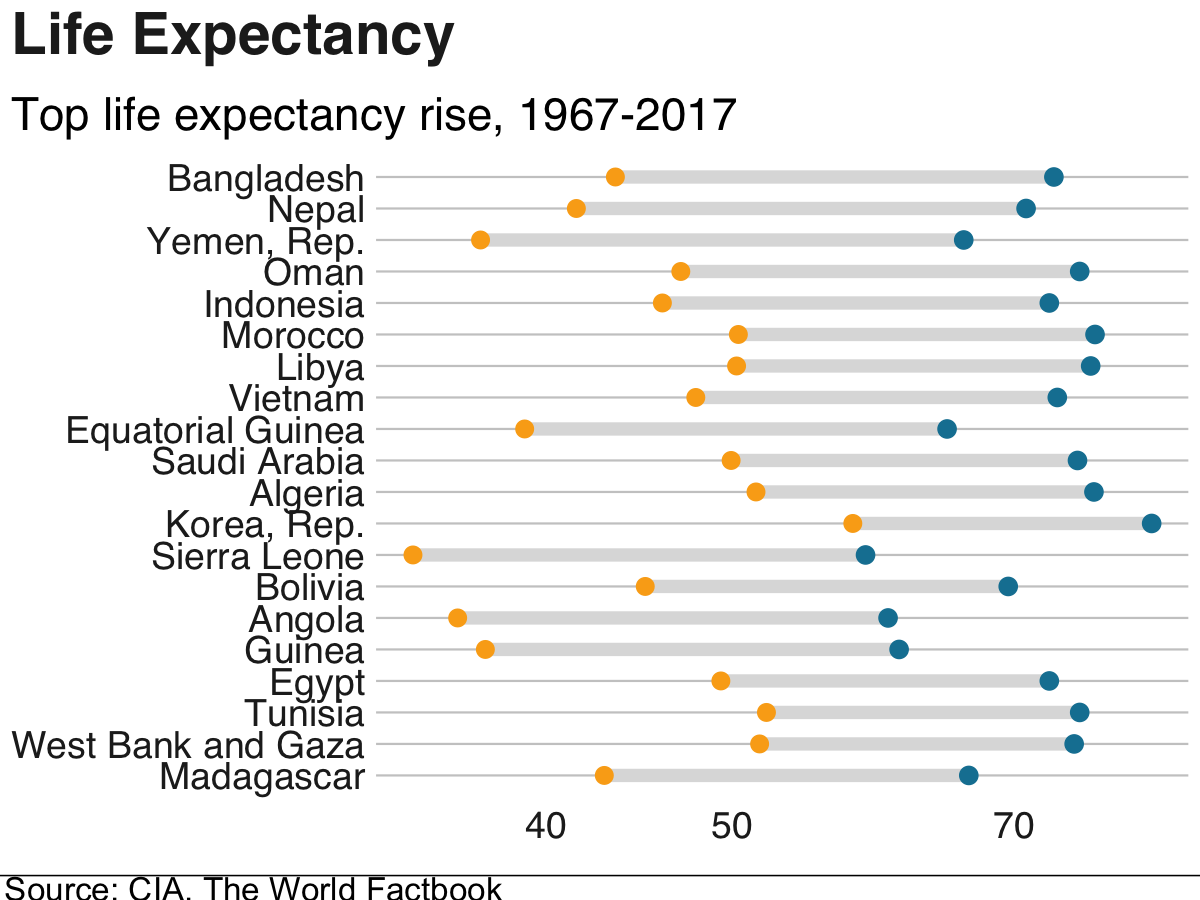 Life Expectancy
Top life expectancy rise, 1967-2017
Bangladesh
Nepal
Yemen, Rep.
Oman
Indonesia
Morocco
Libya
Vietnam
Equatorial Guinea
Saudi Arabia
Algeria
Korea, Rep.
Sierra Leone
Bolivia
Angola
Guinea
Egypt
Tunisia
West Bank and Gaza
Madagascar
40 50 70
Source: CIA. The World Factbook